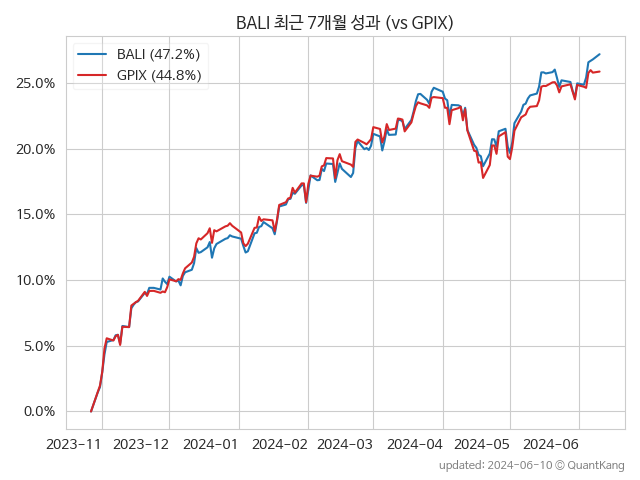 BALI 최근 7개월 성과 (vs GPIX)
BALI (47.2%)
GPIX (44.8%)
25.0%
20.0%
15.0%
10.0%
5.0%
0.0%
2023-11 2023-12 2024-01 2024-02 2024-03 2024-04 2024-05 2024-06
updated: 2024-06-10 © QuantKang